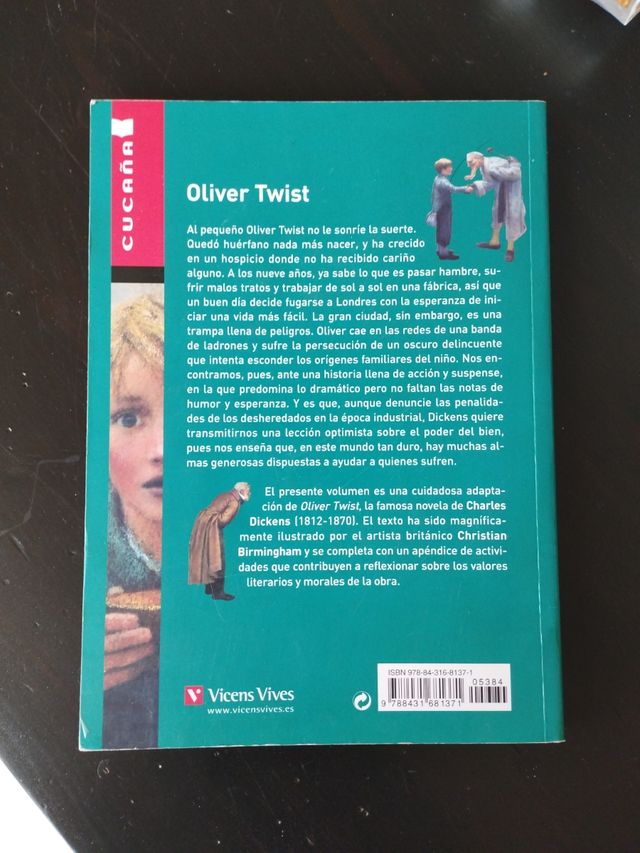 CUCAÑA
Oliver Twist
Al pequeño Oliver Twist no le sonríe la suerte.
Quedó huérfano nada más nacer, y ha crecido
en un hospicio donde no ha recibido cariño
alguno. A los nueve años, ya sabe lo que es pasar hambre, su-
frir malos tratos y trabajar de sol a sol en una fábrica, así que
un buen día decide fugarse a Londres con la esperanza de ini-
ciar una vida más fácil. La gran ciudad, sin embargo, es una
trampa llena de peligros. Oliver cae en las redes de una banda
de ladrones y sufre la persecución de un oscuro delincuente
que intenta esconder los orígenes familiares del niño. Nos en-
contramos, pues, ante una historia llena de acción y suspense,
en la que predomina lo dramático pero no faltan las notas de
humor y esperanza. Y es que, aunque denuncie las penalida-
des de los desheredados en la época industrial, Dickens quiere
transmitirnos una lección optimista sobre el poder del bien,
pues nos enseña que, en este mundo tan duro, hay muchas al-
mas generosas dispuestas a ayudar a quienes sufren.
El presente volumen es una cuidadosa adapta-
ción de Oliver Twist, la famosa novela de Charles
Dickens (1812-1870). El texto ha sido magnífica-
mente ilustrado por el artista británico Christian
Birmingham y se completa con un apéndice de activi-
dades que contribuyen a reflexionar sobre los valores
literarios y morales de la obra.
Vicens Vives
www.vicensvives.es
ISBN 978-84-316-8137-1
05384
9 788431 681371